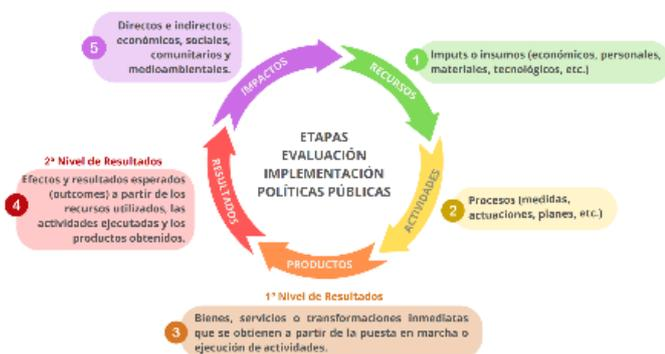 ETAPAS
EVALUACIÓN
IMPLEMENTACIÓN
POLÍTICAS PÚBLICAS
RECURSOS
1
Imputs o insumos (económicos, personales,
materiales, tecnológicos, etc.)
ACTIVIDADES
2
Procesos (medidas,
actuaciones, planes, etc.)
PRODUCTOS
1º Nivel de Resultados
3
Bienes, servicios o transformaciones inmediatas
que se obtienen a partir de la puesta en marcha o
ejecución de actividades.
RESULTADOS
2ª Nivel de Resultados
4
Efectos y resultados esperados
(outcomes) a partir de los
recursos utilizados, las
actividades ejecutadas y los
productos obtenidos.
IMPACTOS
5
Directos e indirectos:
económicos, sociales,
comunitarios y
medioambientales.